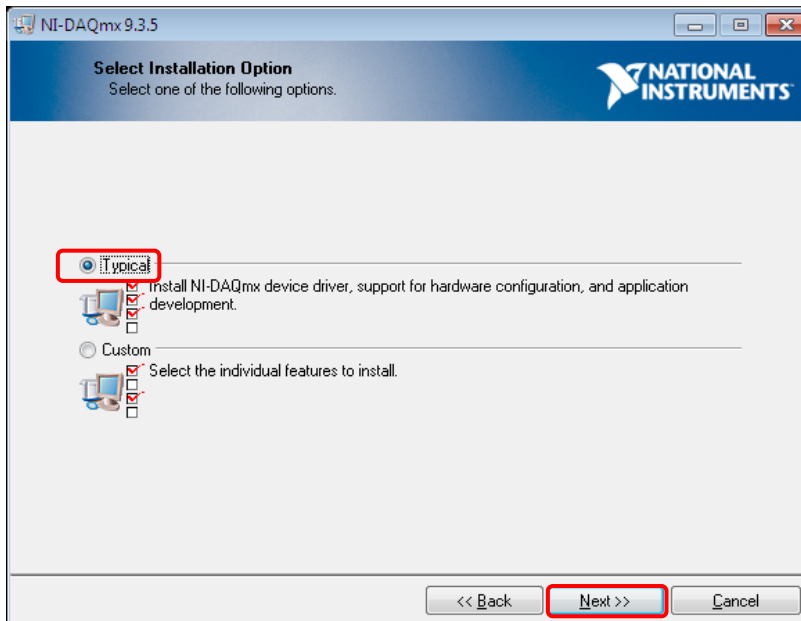 NI-DAQmx 9.3.5
Select Installation Option
Select one of the following options.
NATIONAL
INSTRUMENTS
Typical
Install NI-DAQmx device driver, support for hardware configuration, and application
development.
Custom
Select the individual features to install.
<< Back
Next >>
Cancel